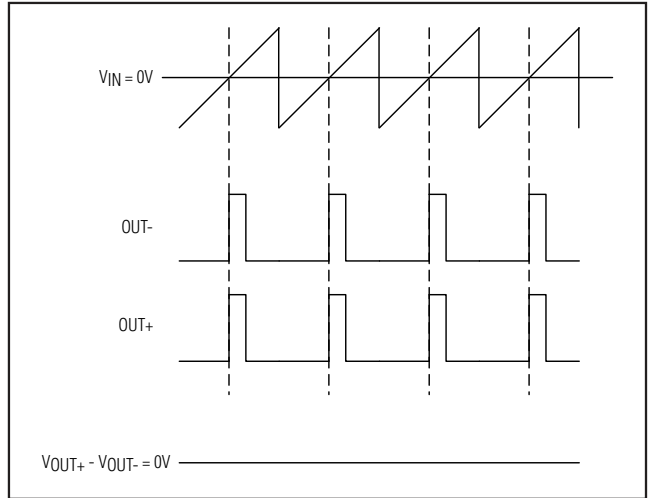 VIN = 0V
OUT-
OUT+
VOUT+ - VOUT- = 0V